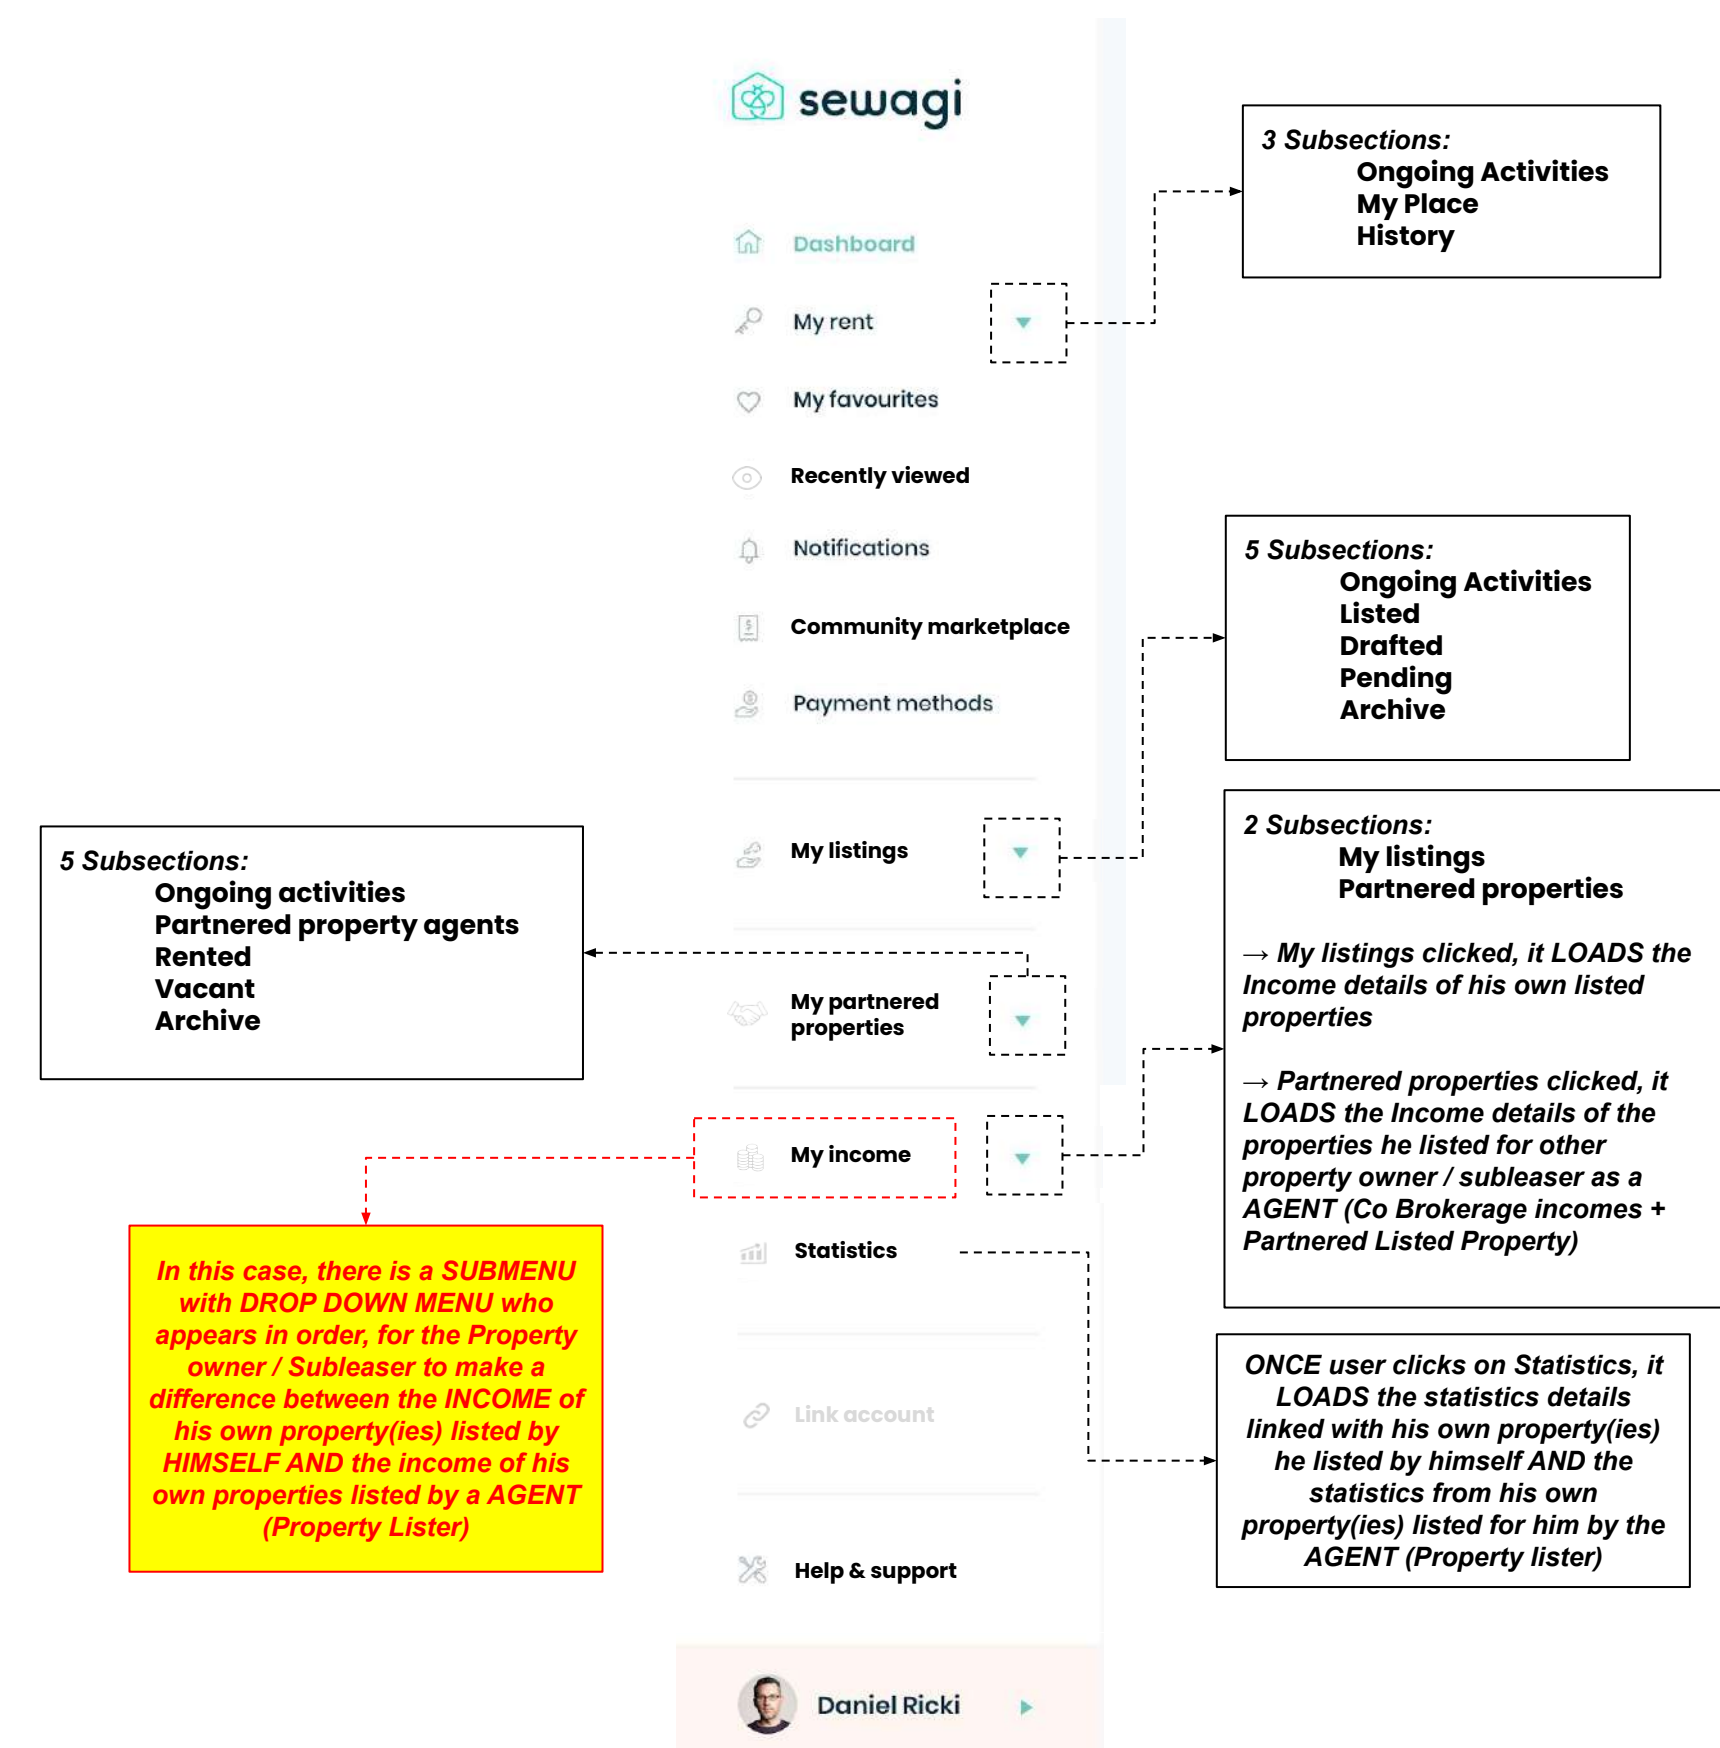 sewagi
Dashboard
My rent
My favourites
Recently viewed
Notifications
Community marketplace
Payment methods
My listings
My partnered
properties
My income
Statistics
Link account
Help & support
Daniel Ricki
3 Subsections:
Ongoing Activities
My Place
History
5 Subsections:
Ongoing Activities
Listed
Drafted
Pending
Archive
5 Subsections:
Ongoing activities
Partnered property agents
Rented
Vacant
Archive
2 Subsections:
My listings
Partnered properties
→ My listings clicked, it LOADS the
Income details of his own listed
properties
→ Partnered properties clicked, it
LOADS the Income details of the
properties he listed for other
property owner / subleaser as a
AGENT (Co Brokerage incomes +
Partnered Listed Property)
In this case, there is a SUBMENU
with DROP DOWN MENU who
appears in order, for the Property
owner / Subleaser to make a
difference between the INCOME of
his own property(ies) listed by
HIMSELF AND the income of his
own properties listed by a AGENT
(Property Lister)
ONCE user clicks on Statistics, it
LOADS the statistics details
linked with his own property(ies)
he listed by himself AND the
statistics from his own
property(ies) listed for him by the
AGENT (Property lister)